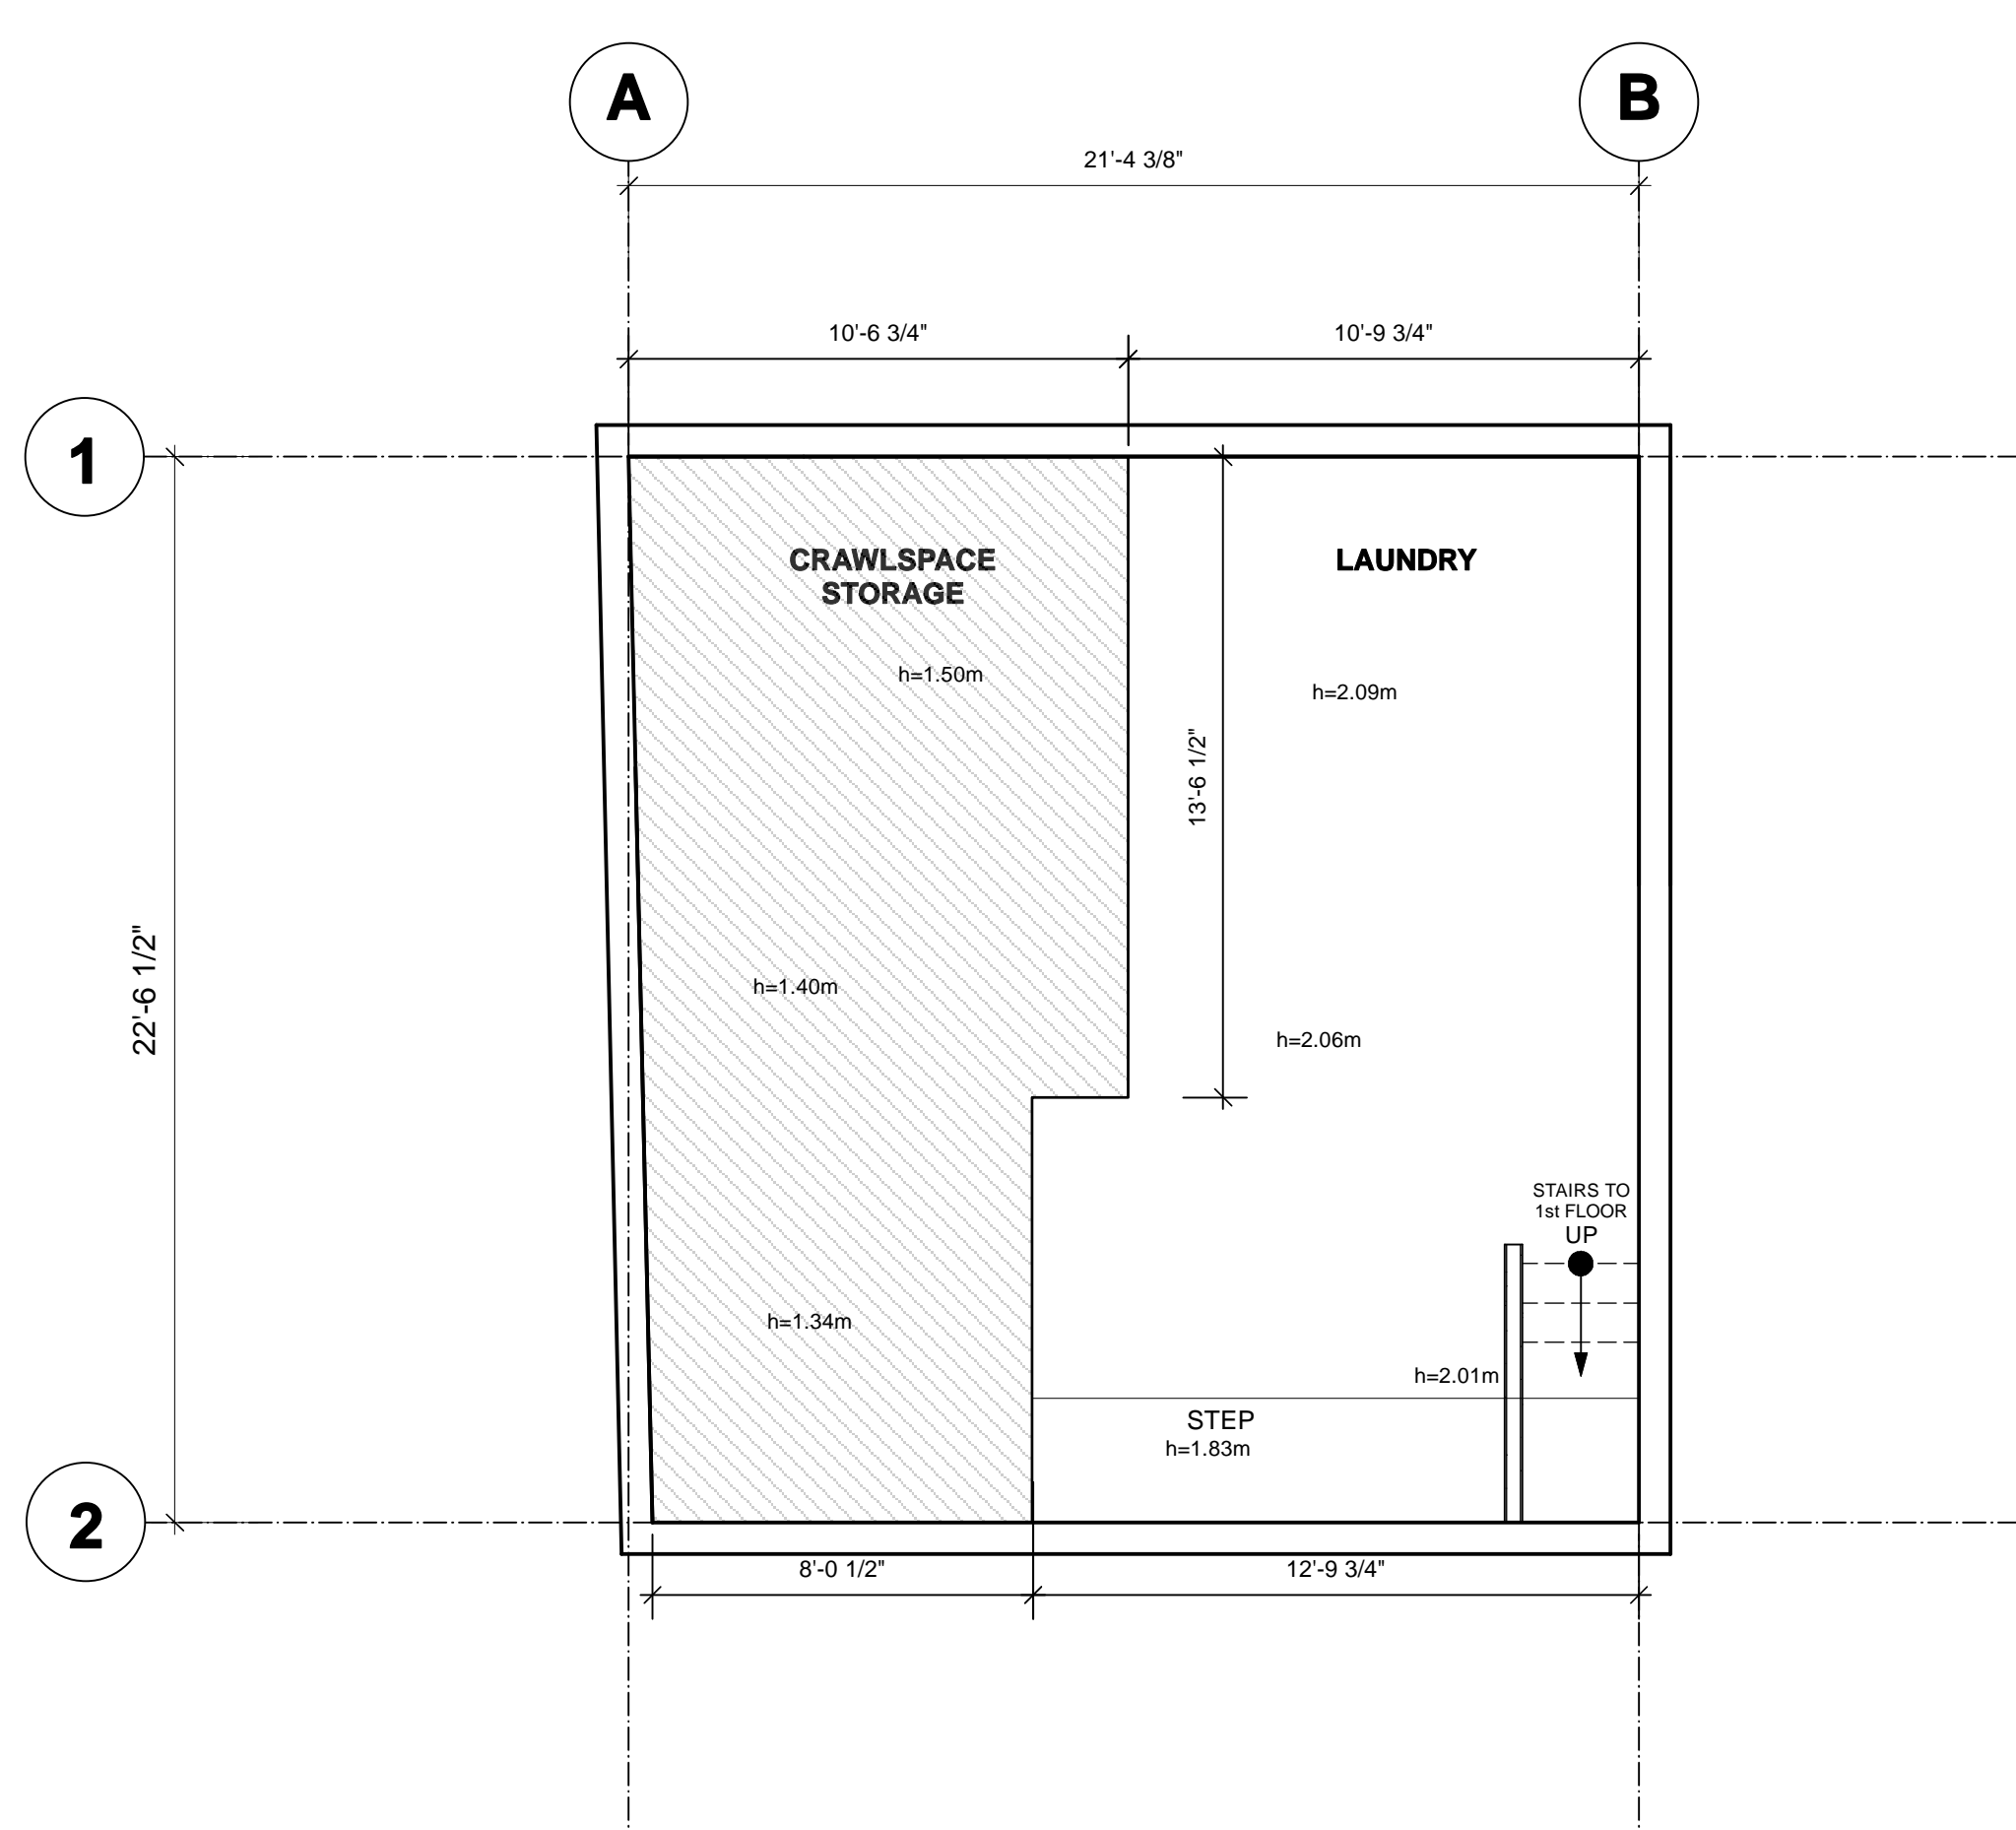 A
B
21'-4 3/8"
10'-6 3/4"
10'-9 3/4"
1
CRAWLSPACE
STORAGE
LAUNDRY
h=1.50m
h=2.09m
13'-6 1/2"
22'-6 1/2"
h=1.40m
h=2.06m
STAIRS TO
1st FLOOR
UP
h=1.34m
h=2.01m
STEP
h=1.83m
2
8'-0 1/2"
12'-9 3/4"